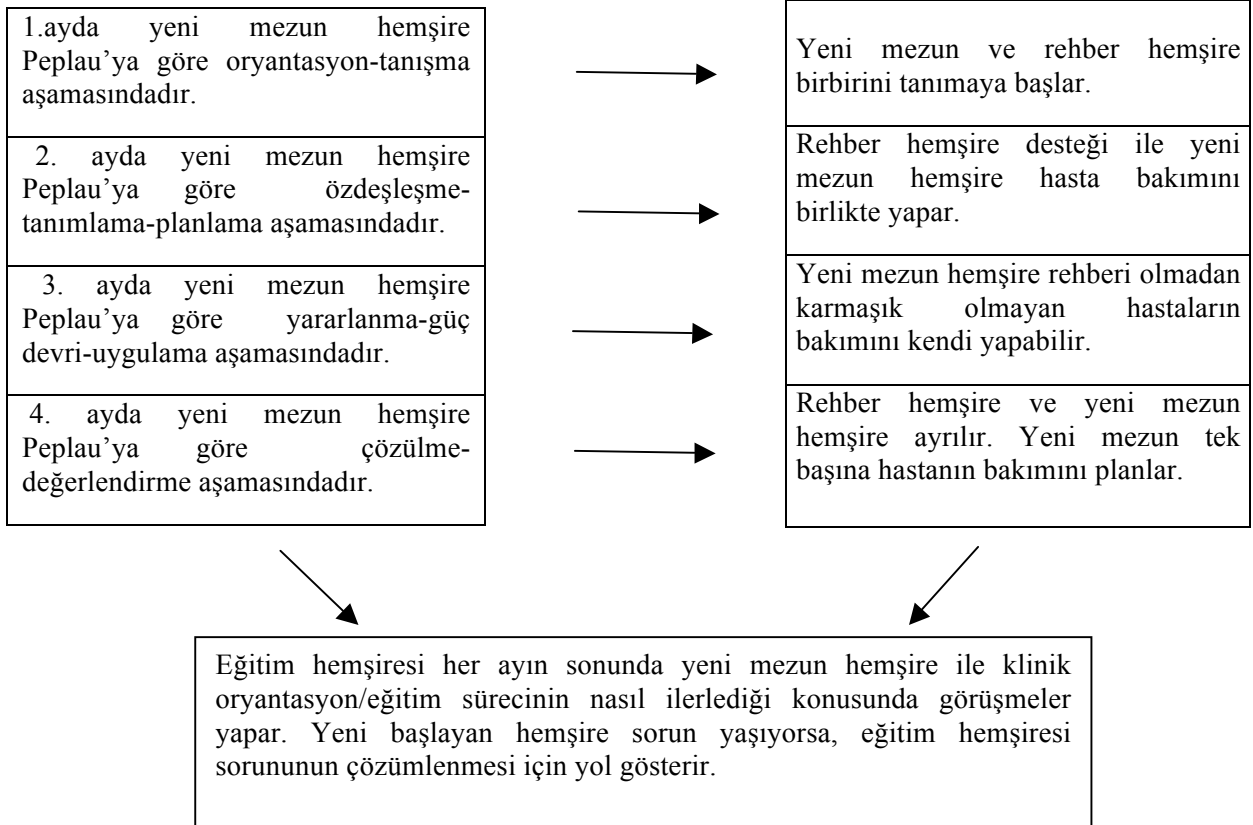 1.ayda yeni mezun hemşire
Peplau’ya göre oryantasyon-tanışma
aşamasındadır.
Yeni mezun ve rehber hemşire
birbirini tanımaya başlar.
2. ayda yeni mezun hemşire
Peplau’ya göre özdeşleşme-
tanımlama-planlama aşamasındadır.
Rehber hemşire desteği ile yeni
mezun hemşire hasta bakımını
birlikte yapar.
3. ayda yeni mezun hemşire
Peplau’ya göre yararlanma-güç
devri-uygulama aşamasındadır.
Yeni mezun hemşire rehberi olmadan
karmaşık olmayan hastaların
bakımını kendi yapabilir.
4. ayda yeni mezun hemşire
Peplau’ya göre çözülme-
değerlendirme aşamasındadır.
Rehber hemşire ve yeni mezun
hemşire ayrılır. Yeni mezun tek
başına hastanın bakımını planlar.
Eğitim hemşiresi her ayın sonunda yeni mezun hemşire ile klinik
oryantasyon/eğitim sürecinin nasıl ilerlediği konusunda görüşmeler
yapar. Yeni başlayan hemşire sorun yaşıyorsa, eğitim hemşiresi
sorununun çözümlenmesi için yol gösterir.